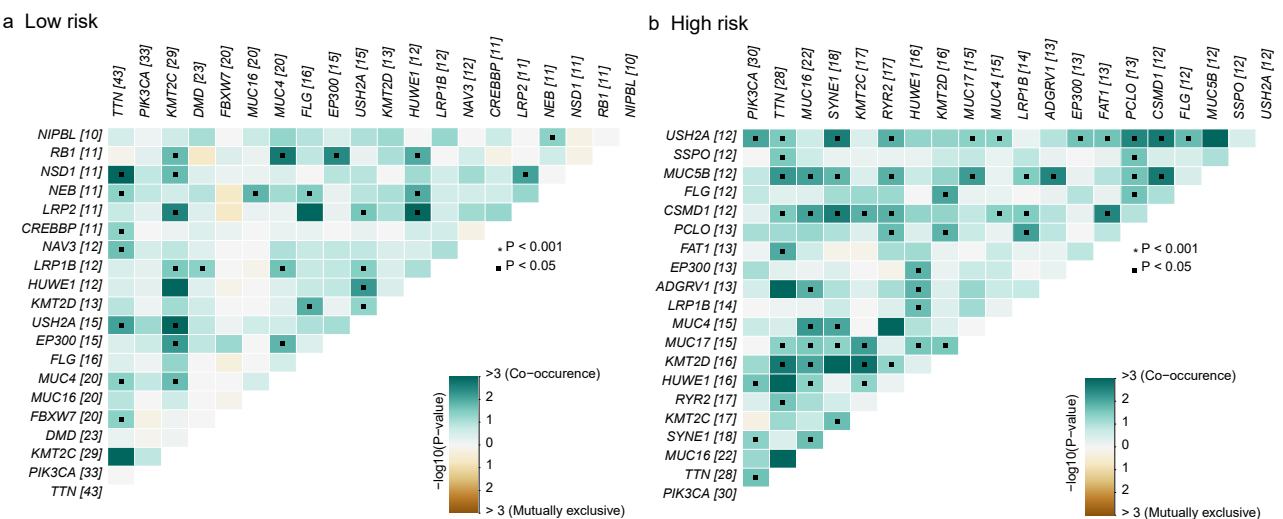 a Low risk
TTN [43]
PIK3CA [33]
KMT2C [29]
DMD [23]
FBXW7 [20]
MUC16 [20]
MUC4 [20]
FLG [16]
EP300 [15]
USH2A [15]
KMT2D [13]
HUWE1 [12]
LRP1B [12]
NAV3 [12]
CREBBP [11]
LRP2 [11]
NEB [11]
NSD1 [11]
RB1 [11]
NIPBL [10]
NIPBL [10]
RB1 [11]
NSD1 [11]
NEB [11]
LRP2 [11]
CREBBP [11]
NAV3 [12]
LRP1B [12]
HUWE1 [12]
KMT2D [13]
USH2A [15]
EP300 [15]
FLG [16]
MUC4 [20]
MUC16 [20]
FBXW7 [20]
DMD [23]
KMT2C [29]
PIK3CA [33]
TTN [43]
* P < 0.001
▪ P < 0.05
−log10(P−value)
>3 (Co−occurence)
2
1
0
1
2
> 3 (Mutually exclusive)
b High risk
PIK3CA [30]
TTN [28]
MUC16 [22]
SYNE1 [18]
KMT2C [17]
RYR2 [17]
HUWE1 [16]
KMT2D [16]
MUC17 [15]
MUC4 [15]
LRP1B [14]
ADGRV1 [13]
EP300 [13]
FAT1 [13]
PCLO [13]
CSMD1 [12]
FLG [12]
MUC5B [12]
SSPO [12]
USH2A [12]
USH2A [12]
SSPO [12]
MUC5B [12]
FLG [12]
CSMD1 [12]
PCLO [13]
FAT1 [13]
EP300 [13]
ADGRV1 [13]
LRP1B [14]
MUC4 [15]
MUC17 [15]
KMT2D [16]
HUWE1 [16]
RYR2 [17]
KMT2C [17]
SYNE1 [18]
MUC16 [22]
TTN [28]
PIK3CA [30]
* P < 0.001
▪ P < 0.05
−log10(P−value)
>3 (Co−occurence)
2
1
0
1
2
> 3 (Mutually exclusive)